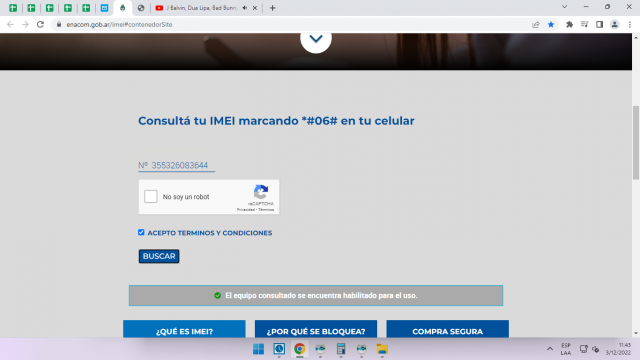 J Balvin, Dua Lipa, Bad Bunny
enacom.gob.ar/imei#contenedorSite
Consultá tu IMEI marcando *#06# en tu celular
Nº 355326083644
No soy un robot
reCAPTCHA
Privacidad - Términos
ACEPTO TERMINOS Y CONDICIONES
BUSCAR
El equipo consultado se encuentra habilitado para el uso.
¿QUÉ ES IMEI?
¿POR QUÉ SE BLOQUEA?
COMPRA SEGURA
ESP
LAA
11:45
3/12/2022